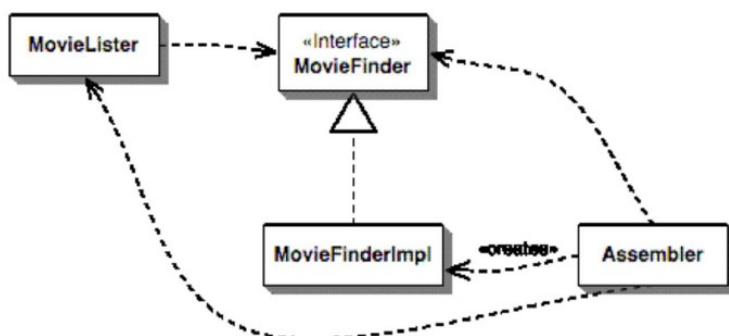 MovieLister
«Interface»
MovieFinder
MovieFinderImpl
«creates»
Assembler